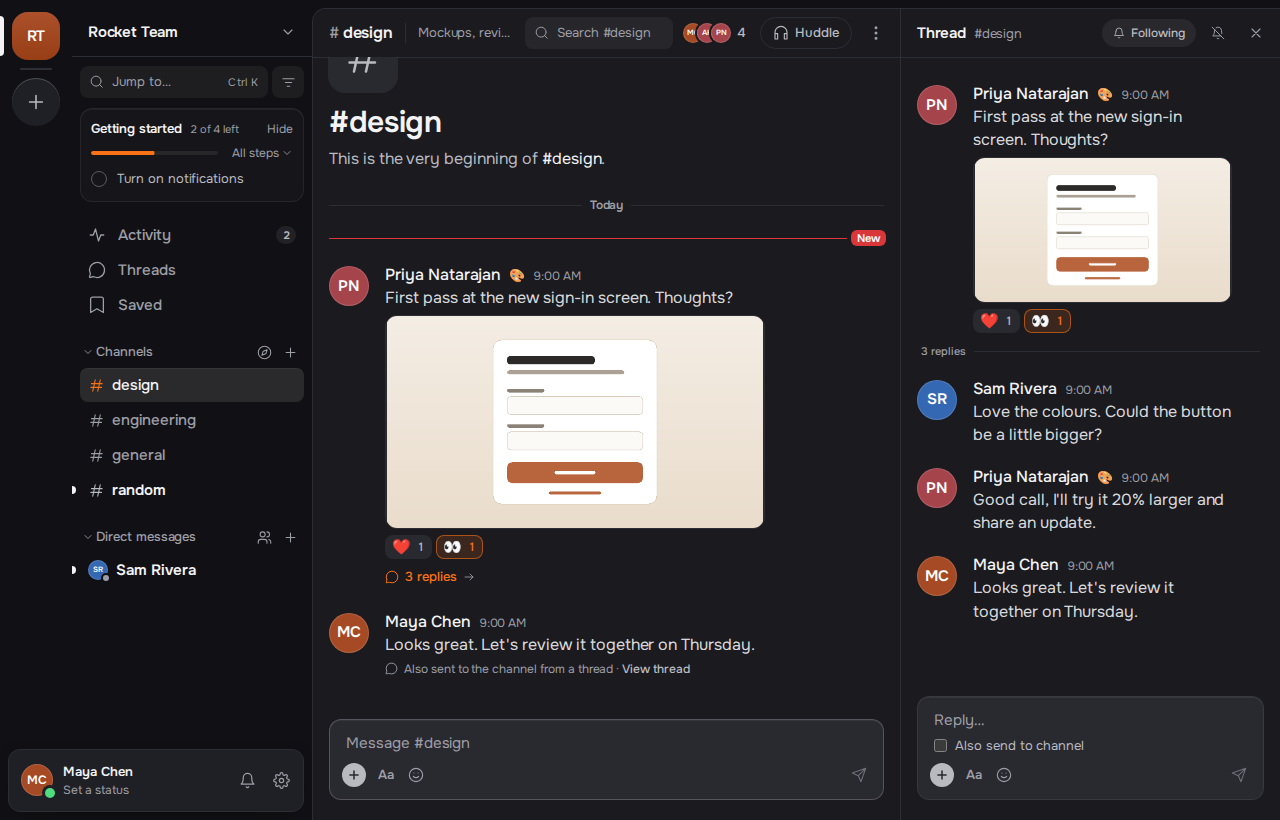 RT
Rocket Team
Jump to...
Ctrl K
Getting started 2 of 4 left Hide
All steps
Turn on notifications
Activity 2
Threads
Saved
Channels
# design
# engineering
# general
# random
Direct messages
SR Sam Rivera
MC Maya Chen
Set a status
# design
Mockups, revi...
Search #design
PN 4
Huddle
#
#design
This is the very beginning of #design.
Today
New
PN Priya Natarajan 9:00 AM
First pass at the new sign-in screen. Thoughts?
1 1
3 replies
MC Maya Chen 9:00 AM
Looks great. Let's review it together on Thursday.
Also sent to the channel from a thread · View thread
Message #design
Aa
Thread #design
Following
PN Priya Natarajan 9:00 AM
First pass at the new sign-in
screen. Thoughts?
1 1
3 replies
SR Sam Rivera 9:00 AM
Love the colours. Could the button
be a little bigger?
PN Priya Natarajan 9:00 AM
Good call, I'll try it 20% larger and
share an update.
MC Maya Chen 9:00 AM
Looks great. Let's review it
together on Thursday.
Reply...
Also send to channel
Aa